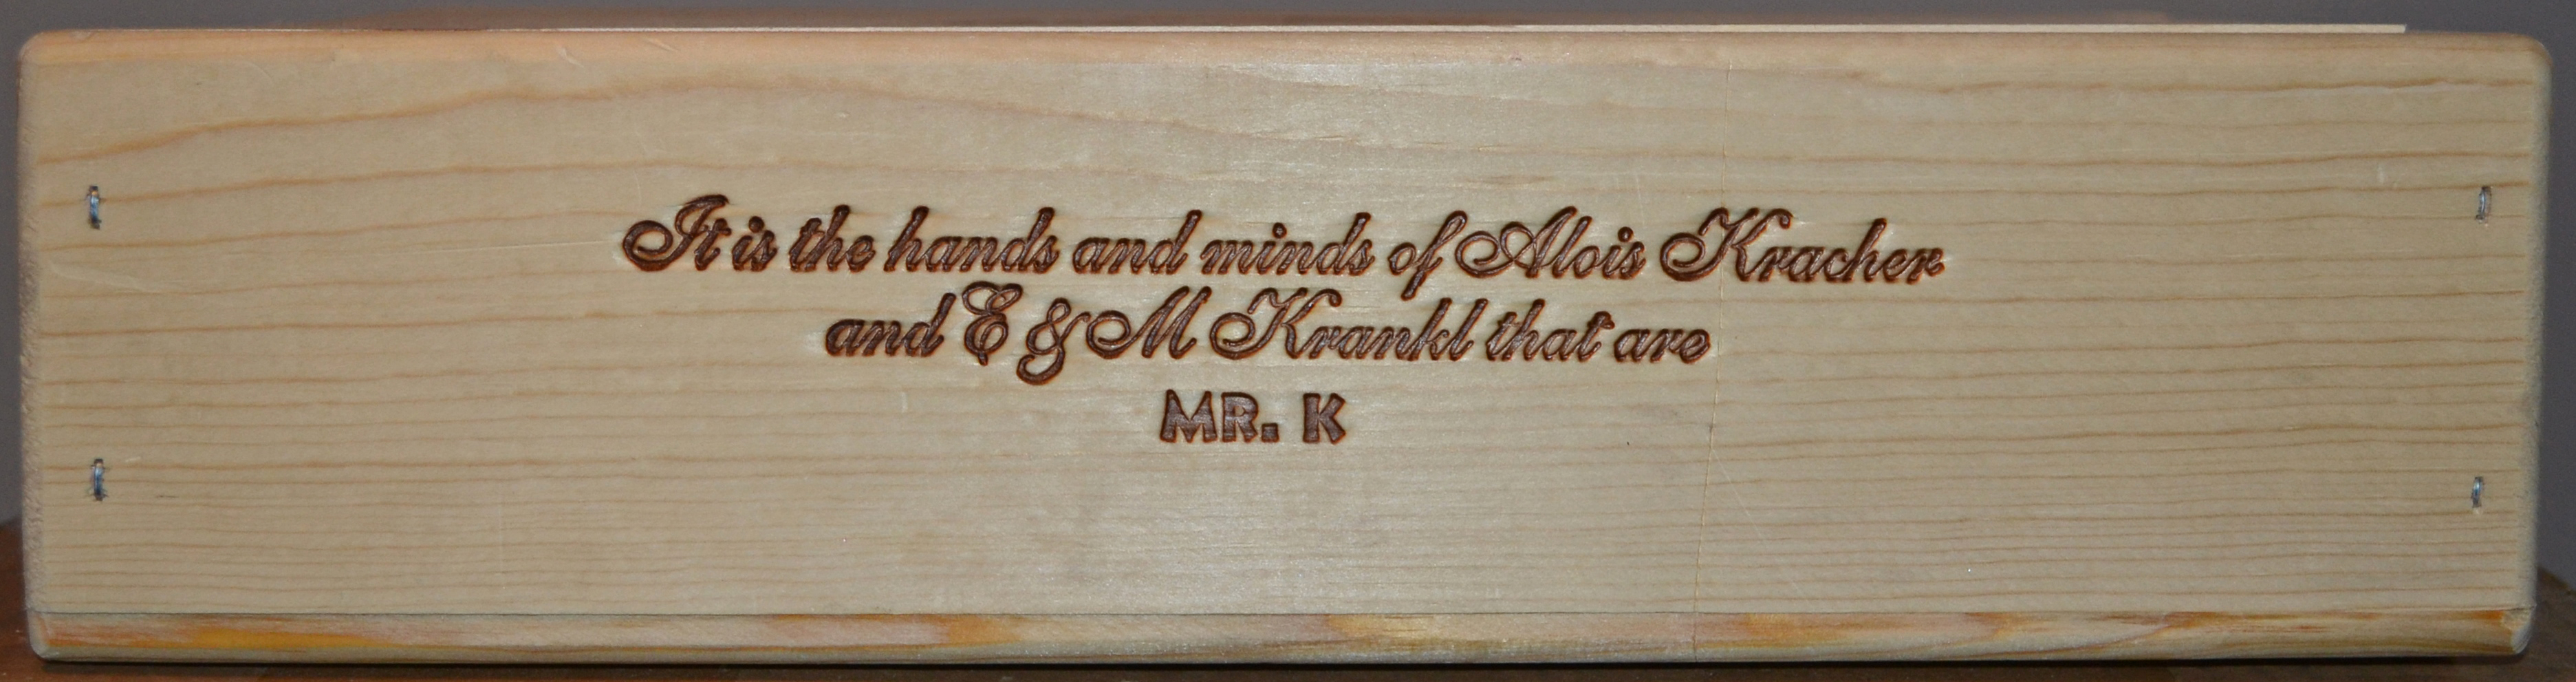 It is the hands and minds of Alois Kracher
and E & M Krankl that are
MR. K